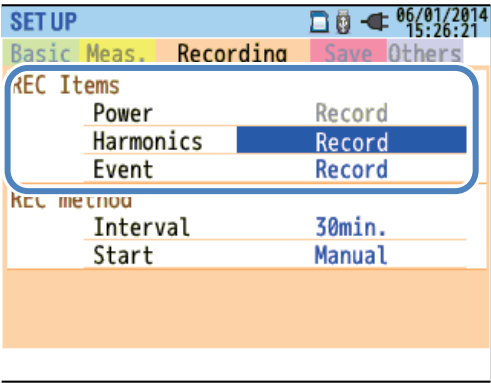 SET UP 06/01/2014
15:26:21
Basic Meas. Recording Save Others
REC Items
Power Record
Harmonics Record
Event Record
REC method
Interval 30min.
Start Manual